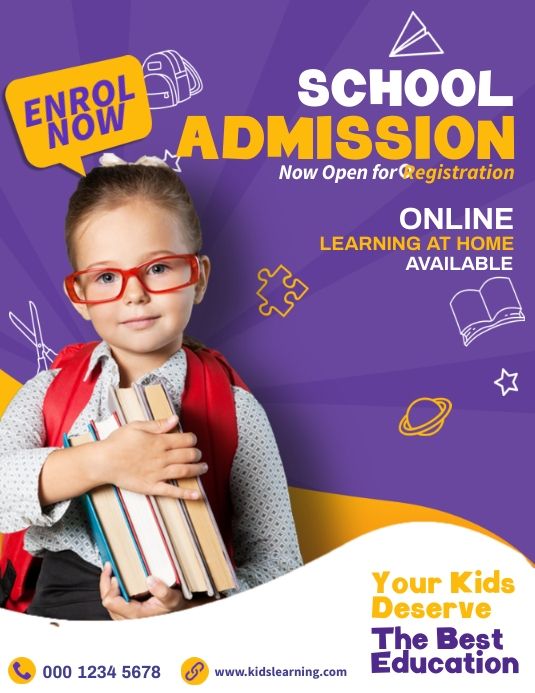 ENROL
NOW
SCHOOL
ADMISSION
Now Open for Registration
ONLINE
LEARNING AT HOME
AVAILABLE
Your Kids
Deserve
The Best
Education
000 1234 5678
www.kidslearning.com